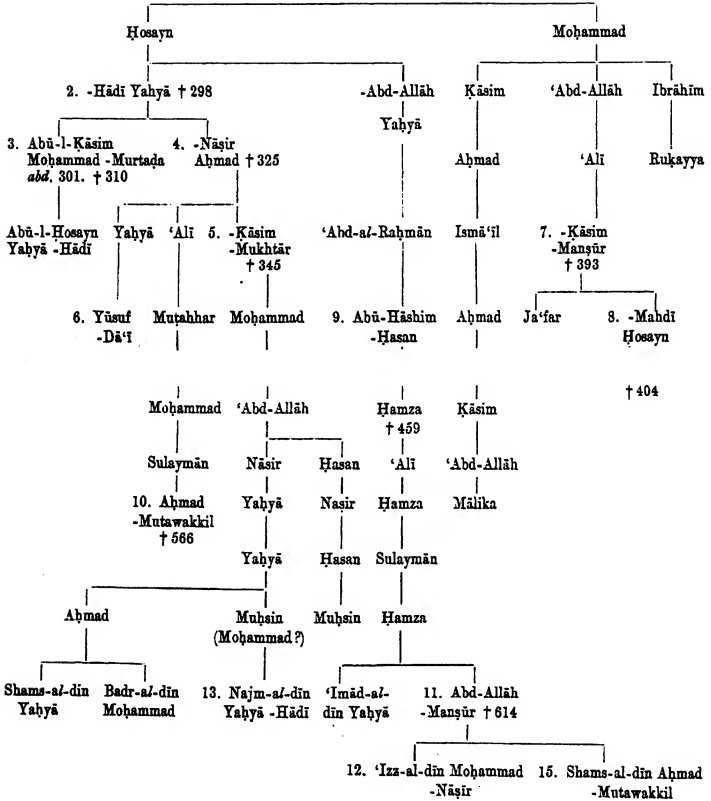 Ḥosayn Moḥammad
2. -Hādī Yaḥyā † 298 -Abd-Allāh Ḳāsim ‘Abd-Allāh Ibrāhīm
Yaḥyā
3. Abū-l-Ḳāsim 4. -Nāṣir
Moḥammad -Murtaḍa Aḥmad † 325 Aḥmad ‘Alī Ruḳayya
abd. 301. † 310
Abū-l-Ḥosayn Yaḥyā ‘Alī 5. -Ḳāsim ‘Abd-al-Raḥmān Ismā‘īl 7. -Ḳāsim
Yaḥyā -Hādī -Mukhtār -Manṣūr
† 345 † 393
6. Yūsuf Muṭahhar Moḥammad 9. Abū-Hāshim Aḥmad Ja‘far 8. -Mahdī
-Dā‘ī -Ḥasan Ḥosayn
Moḥammad ‘Abd-Allāh Ḥamza Ḳāsim † 404
† 459
Sulaymān Nāṣir Ḥasan ‘Alī ‘Abd-Allāh
10. Aḥmad Yaḥyā Naṣir Ḥamza Mālika
-Mutawakkil
† 566
Yaḥyā Ḥasan Sulaymān
Aḥmad Muḥsin Muḥsin Ḥamza
(Moḥammad?)
Shams-al-dīn Badr-al-dīn 13. Najm-al-dīn ‘Imād-al- 11. Abd-Allāh
Yaḥyā Moḥammad Yaḥyā -Hādī dīn Yaḥyā -Manṣūr † 614
12. ‘Izz-al-dīn Moḥammad 15. Shams-al-dīn Aḥmad
-Nāṣir -Mutawakkil